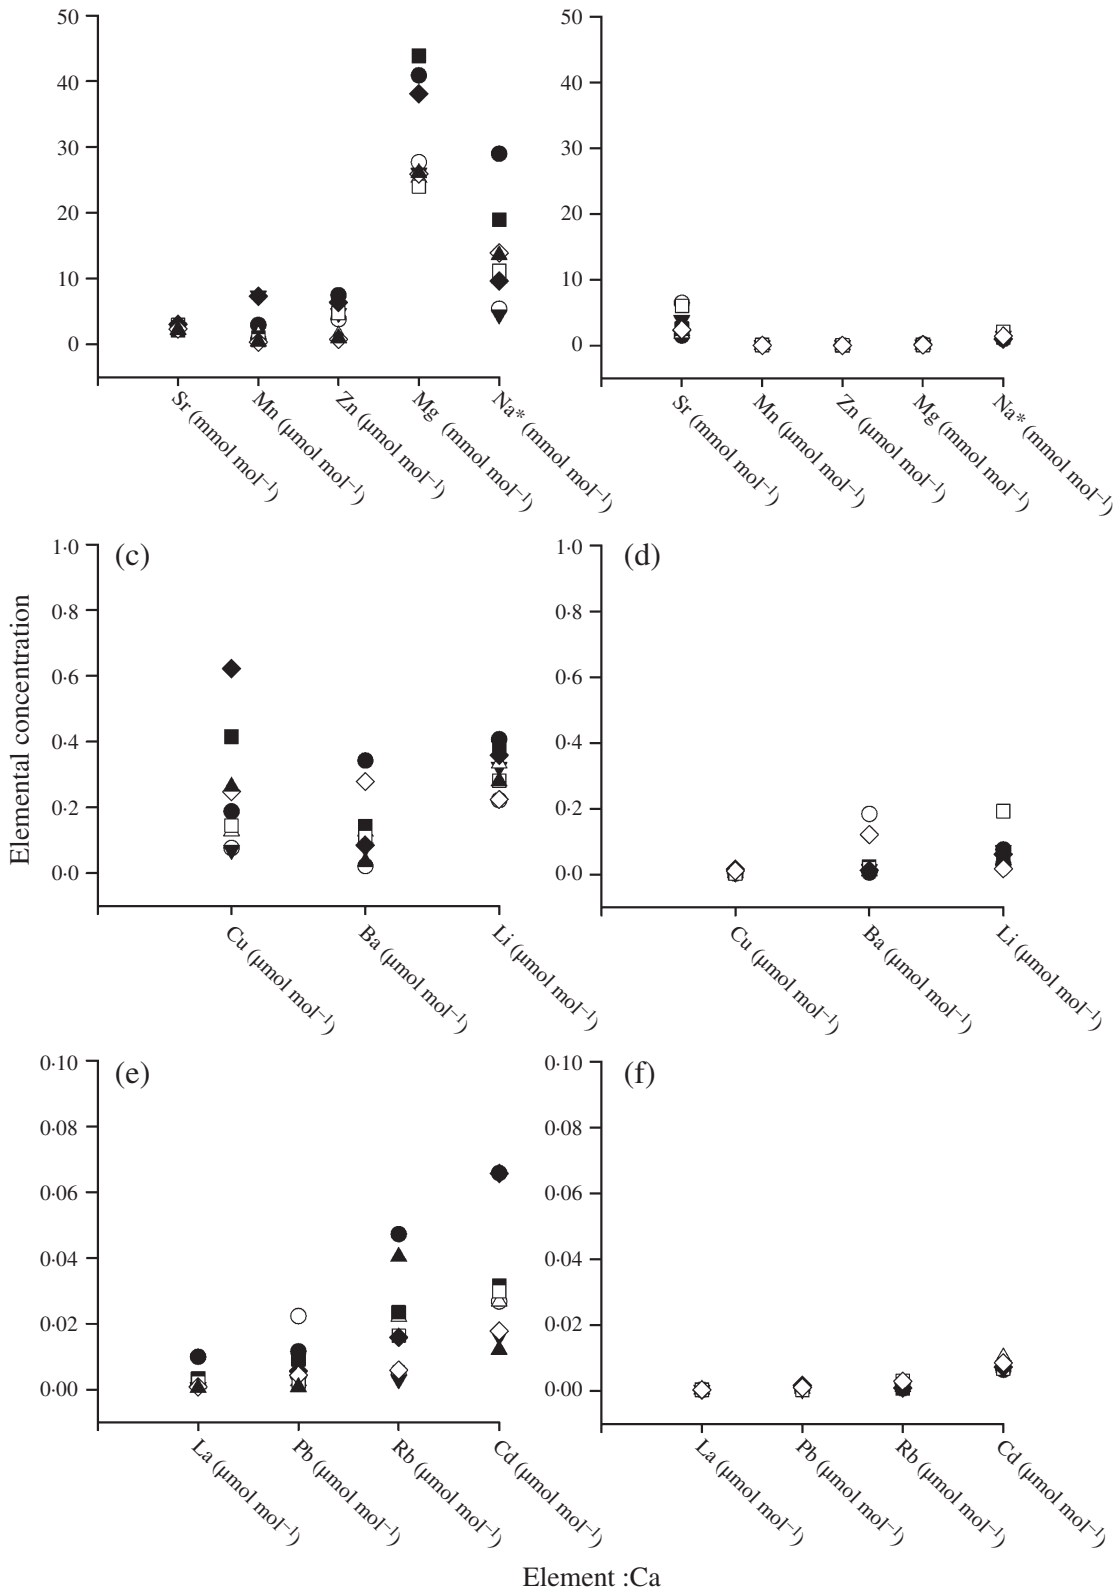 50
40
30
20
10
0
Sr (mmol mol⁻¹)
Mn (μmol mol⁻¹)
Zn (μmol mol⁻¹)
Mg (mmol mol⁻¹)
Na* (mmol mol⁻¹)
50
40
30
20
10
0
Sr (mmol mol⁻¹)
Mn (μmol mol⁻¹)
Zn (μmol mol⁻¹)
Mg (mmol mol⁻¹)
Na* (mmol mol⁻¹)
Elemental concentration
(c)
1·0
0·8
0·6
0·4
0·2
0·0
Cu (μmol mol⁻¹)
Ba (μmol mol⁻¹)
Li (μmol mol⁻¹)
(d)
1·0
0·8
0·6
0·4
0·2
0·0
Cu (μmol mol⁻¹)
Ba (μmol mol⁻¹)
Li (μmol mol⁻¹)
(e)
0·10
0·08
0·06
0·04
0·02
0·00
La (μmol mol⁻¹)
Pb (μmol mol⁻¹)
Rb (μmol mol⁻¹)
Cd (μmol mol⁻¹)
(f)
0·10
0·08
0·06
0·04
0·02
0·00
La (μmol mol⁻¹)
Pb (μmol mol⁻¹)
Rb (μmol mol⁻¹)
Cd (μmol mol⁻¹)
Element :Ca